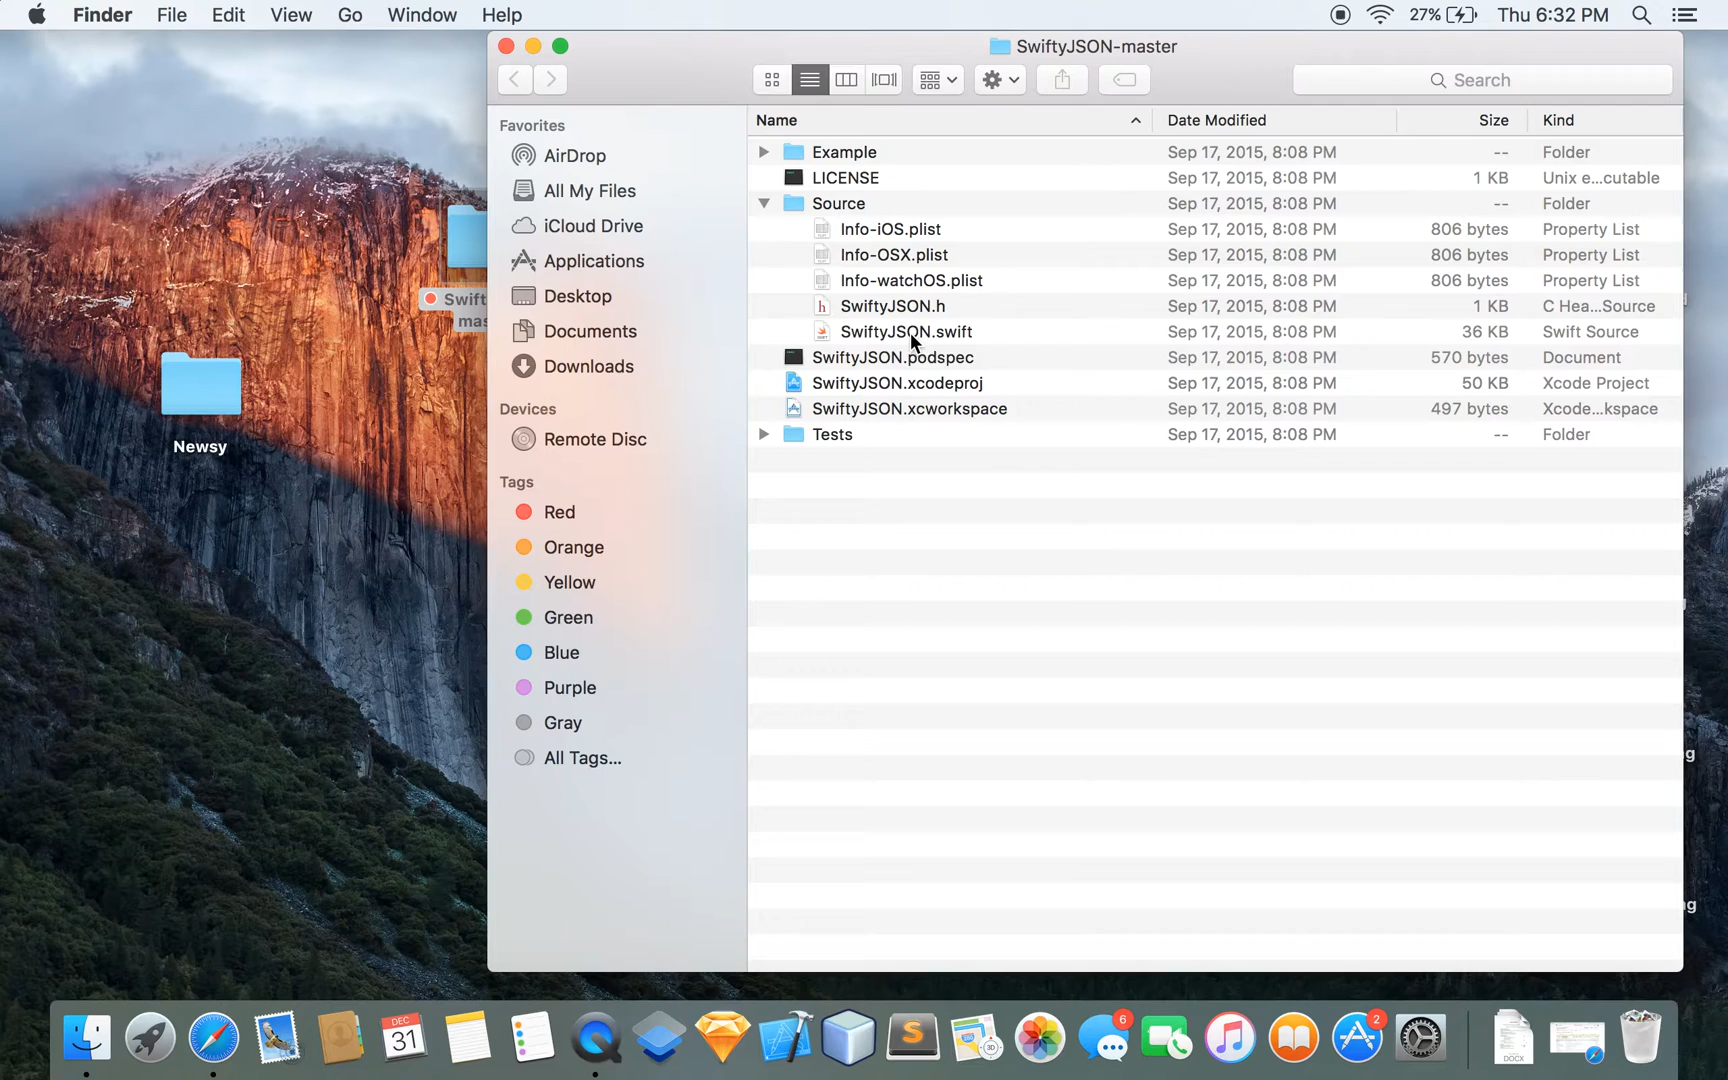 Finder File Edit View Go Window Help 27% Thu 6:32 PM
SwiftyJSON-master
Search
Favorites
AirDrop
All My Files
iCloud Drive
Applications
Desktop
Documents
Downloads
Devices
Remote Disc
Tags
Red
Orange
Yellow
Green
Blue
Purple
Gray
All Tags...
Name Date Modified Size Kind
Example Sep 17, 2015, 8:08 PM -- Folder
LICENSE Sep 17, 2015, 8:08 PM 1 KB Unix e...cutable
Source Sep 17, 2015, 8:08 PM -- Folder
Info-iOS.plist Sep 17, 2015, 8:08 PM 806 bytes Property List
Info-OSX.plist Sep 17, 2015, 8:08 PM 806 bytes Property List
Info-watchOS.plist Sep 17, 2015, 8:08 PM 806 bytes Property List
SwiftyJSON.h Sep 17, 2015, 8:08 PM 1 KB C Hea...Source
SwiftyJSON.swift Sep 17, 2015, 8:08 PM 36 KB Swift Source
SwiftyJSON.podspec Sep 17, 2015, 8:08 PM 570 bytes Document
SwiftyJSON.xcodeproj Sep 17, 2015, 8:08 PM 50 KB Xcode Project
SwiftyJSON.xcworkspace Sep 17, 2015, 8:08 PM 497 bytes Xcode...kspace
Tests Sep 17, 2015, 8:08 PM -- Folder
Swift
mas
Newsy
g
g
DEC
31
3D
6
2
DOCX